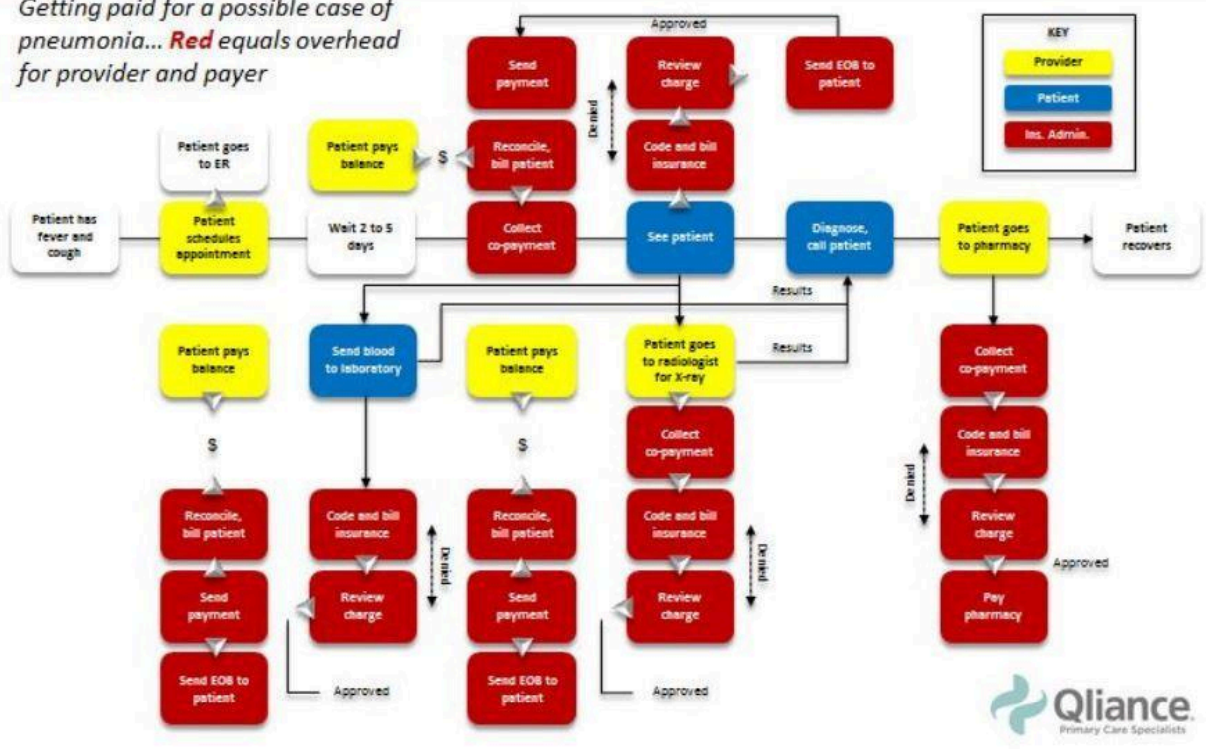 Getting paid for a possible case of
pneumonia... Red equals overhead
for provider and payer
Approved
KEY
Provider
Patient
Ins. Admin.
Send
payment
Review
charge
Send EOB to
patient
Denied
Patient goes
to ER
Patient pays
balance
$
Reconcile,
bill patient
Code and bill
insurance
Patient has
fever and
cough
Patient
schedules
appointment
Wait 2 to 5
days
Collect
co-payment
See patient
Diagnose,
call patient
Patient goes
to pharmacy
Patient
recovers
Results
Patient pays
balance
Send blood
to laboratory
Patient pays
balance
Patient goes
to radiologist
for X-ray
Results
Collect
co-payment
$
$
Collect
co-payment
Code and bill
insurance
Denied
Reconcile,
bill patient
Code and bill
insurance
Denied
Reconcile,
bill patient
Code and bill
insurance
Denied
Review
charge
Approved
Send
payment
Review
charge
Send
payment
Review
charge
Pay
pharmacy
Send EOB to
patient
Approved
Send EOB to
patient
Approved
Qliance
Primary Care Specialists